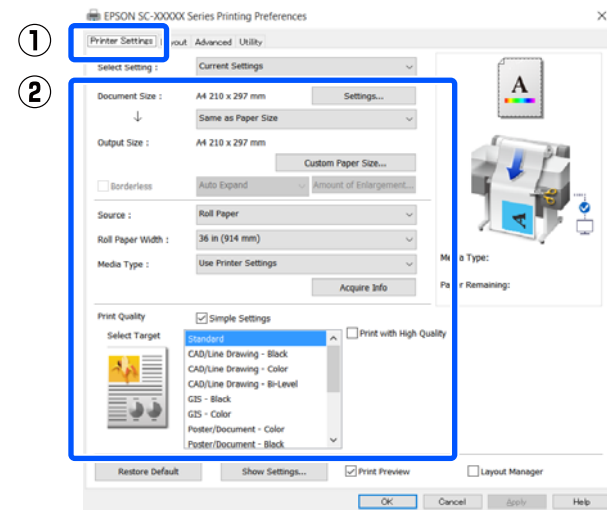 EPSON SC-XXXXX Series Printing Preferences
1
Printer Settings yout Advanced Utility
2
Select Setting : Current Settings
Document Size : A4 210 x 297 mm Settings...
Same as Paper Size
Output Size : A4 210 x 297 mm
Custom Paper Size...
Borderless Auto Expand Amount of Enlargement...
Source : Roll Paper
Roll Paper Width : 36 in (914 mm)
Media Type : Use Printer Settings
Acquire Info
A
A
Me a Type:
Pa r Remaining:
Print Quality Simple Settings
Select Target
Standard
CAD/Line Drawing - Black
CAD/Line Drawing - Color
CAD/Line Drawing - Bi-Level
GIS - Black
GIS - Color
Poster/Document - Color
Poster/Document - Black
Print with High Quality
Restore Default Show Settings... Print Preview Layout Manager
OK Cancel Apply Help